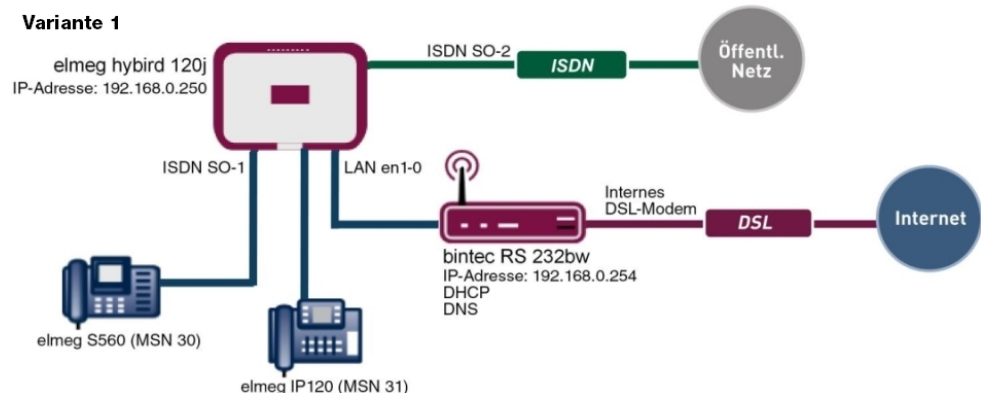 Variante 1
elmeg hybird 120j
IP-Adresse: 192.168.0.250
ISDN SO-2
ISDN
Öffentl.
Netz
ISDN SO-1
LAN en1-0
Internes
DSL-Modem
DSL
Internet
bintec RS 232bw
IP-Adresse: 192.168.0.254
DHCP
DNS
elmeg S560 (MSN 30)
elmeg IP120 (MSN 31)